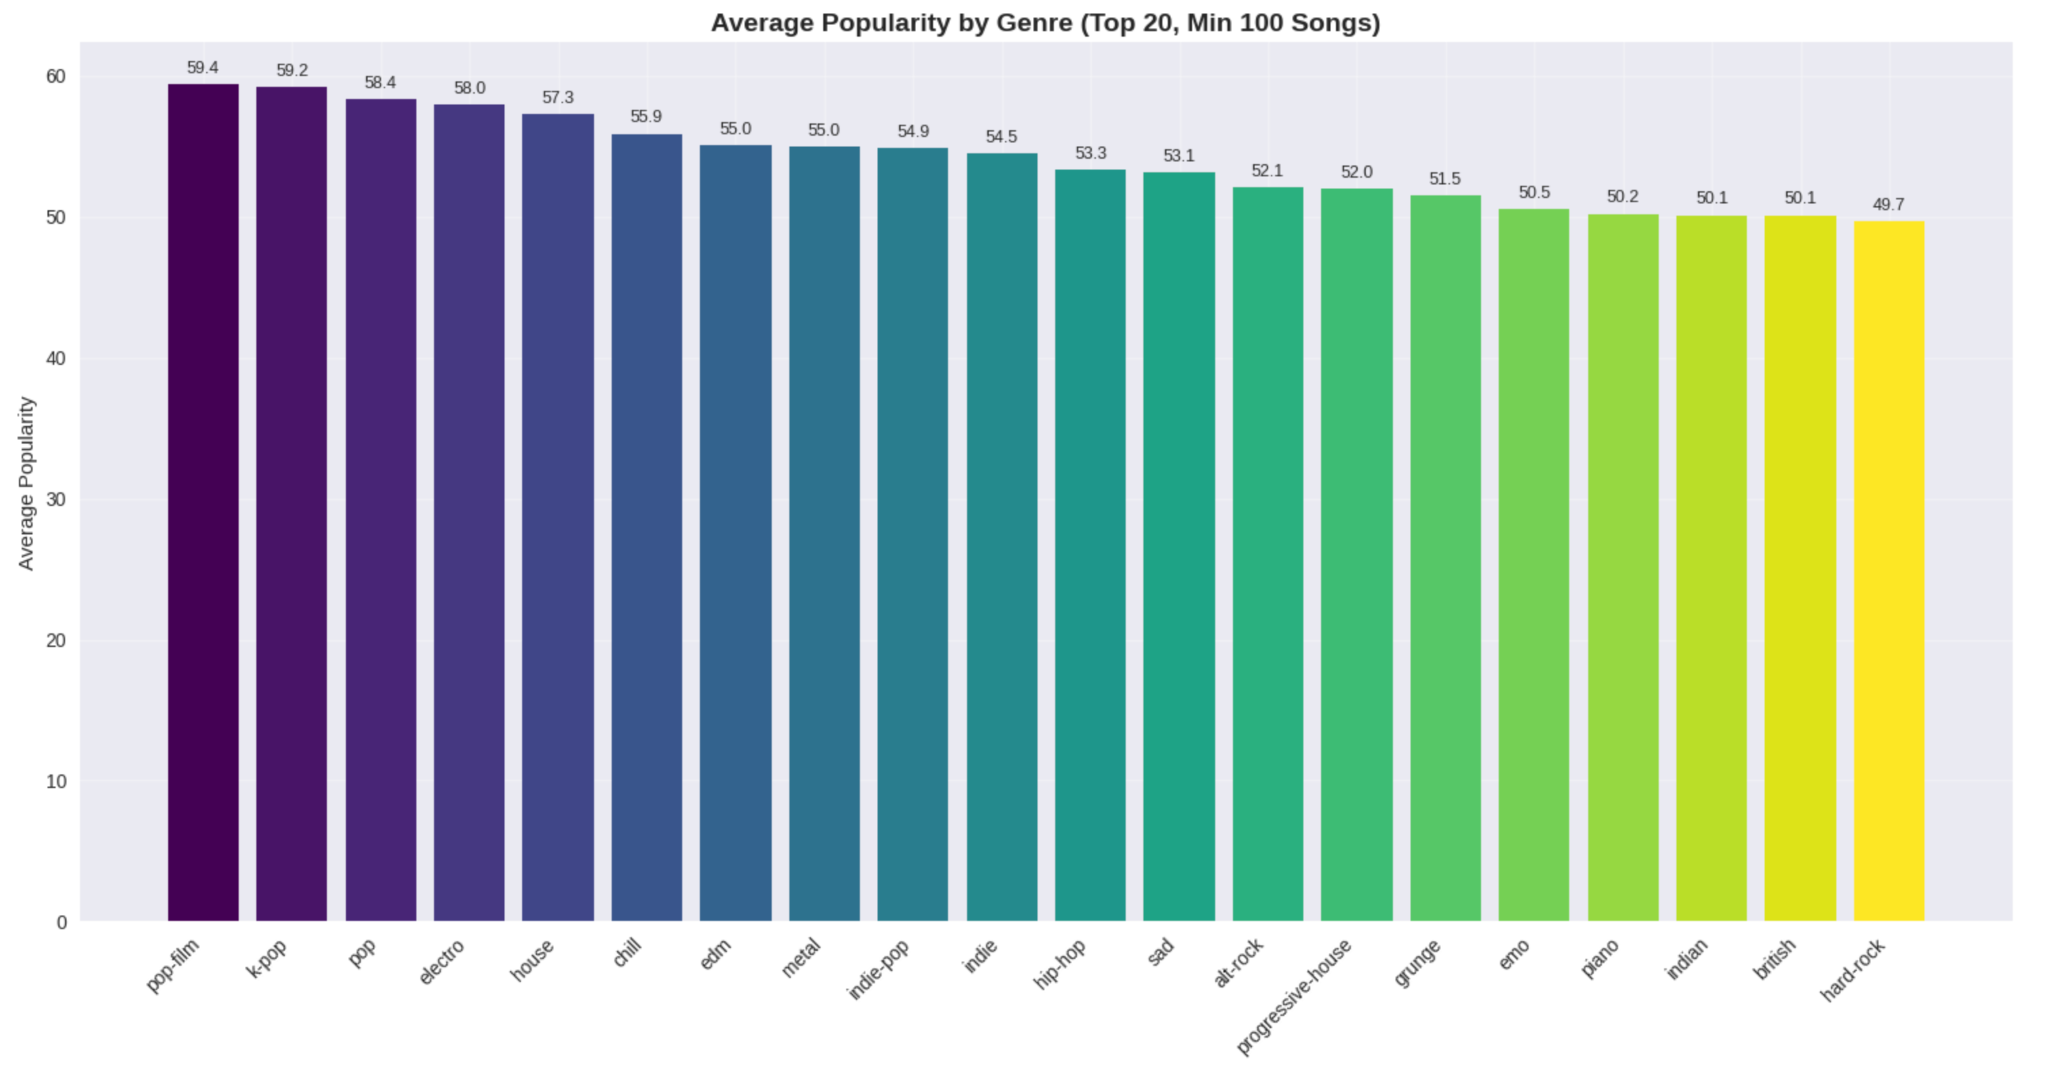 Average Popularity by Genre (Top 20, Min 100 Songs)
Average Popularity
60
50
40
30
20
10
0
59.4
59.2
58.4
58.0
57.3
55.9
55.0
55.0
54.9
54.5
53.3
53.1
52.1
52.0
51.5
50.5
50.2
50.1
50.1
49.7
pop-film
k-pop
pop
electro
house
chill
edm
metal
indie-pop
indie
hip-hop
sad
alt-rock
progressive-house
grunge
emo
piano
indian
british
hard-rock